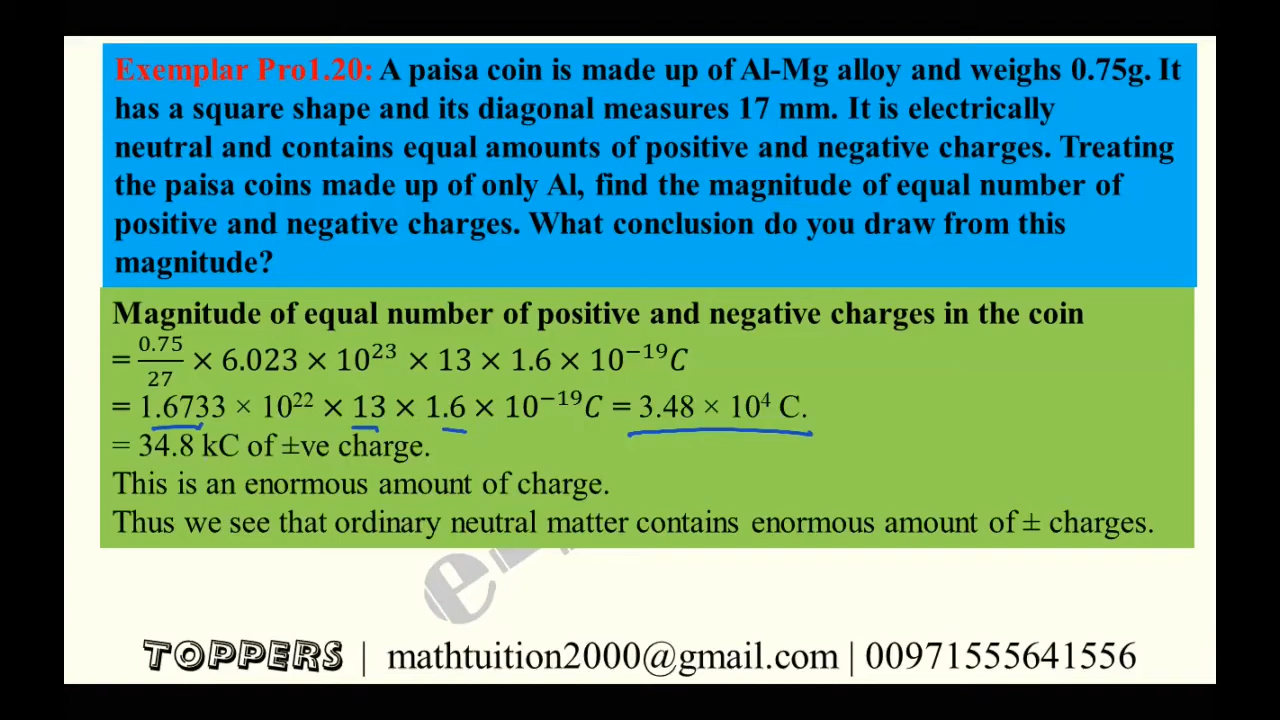 Exemplar Pro1.20: A paisa coin is made up of Al-Mg alloy and weighs 0.75g. It
has a square shape and its diagonal measures 17 mm. It is electrically
neutral and contains equal amounts of positive and negative charges. Treating
the paisa coins made up of only Al, find the magnitude of equal number of
positive and negative charges. What conclusion do you draw from this
magnitude?
Magnitude of equal number of positive and negative charges in the coin
= 0.75/27 × 6.023 × 10²³ × 13 × 1.6 × 10⁻¹⁹C
= 1.6733 × 10²² × 13 × 1.6 × 10⁻¹⁹C = 3.48 × 10⁴ C.
= 34.8 kC of ±ve charge.
This is an enormous amount of charge.
Thus we see that ordinary neutral matter contains enormous amount of ± charges.
TOPPERS | mathtuition2000@gmail.com | 00971555641556